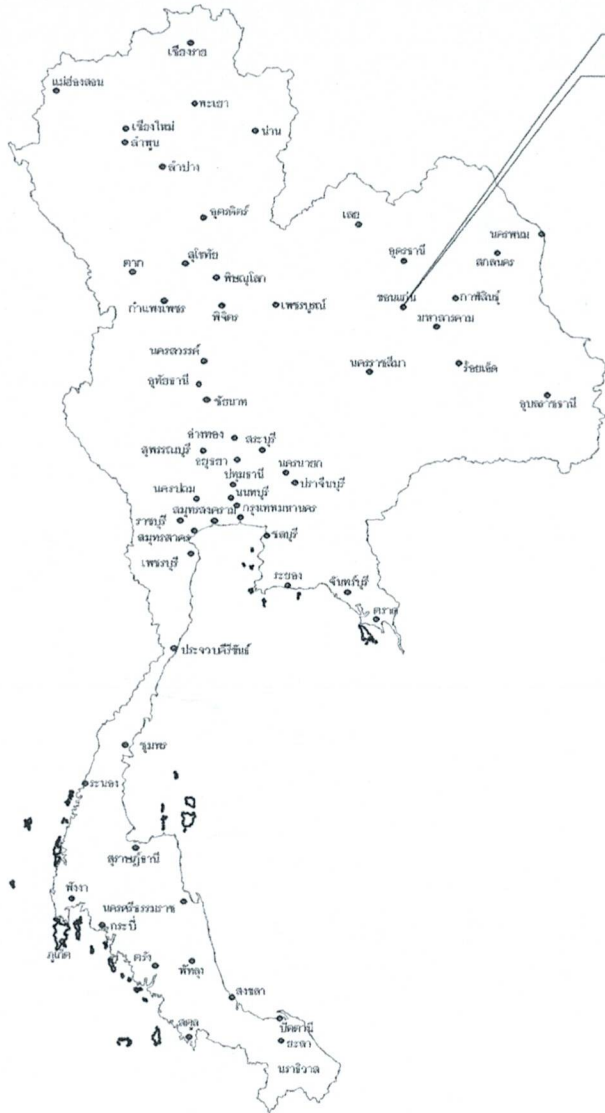 เชียงราย
แม่ฮ่องสอน
พะเยา
เชียงใหม่
น่าน
ลำพูน
ลำปาง
อุตรดิตถ์
เลย
นครพนม
สุโขทัย
อุดรธานี
สกลนคร
ตาก
พิษณุโลก
กำแพงเพชร
พิจิตร
เพชรบูรณ์
ขอนแก่น
กาฬสินธุ์
มหาสารคาม
นครสวรรค์
นครราชสีมา
ร้อยเอ็ด
อุทัยธานี
ชัยนาท
อุบลราชธานี
อ่างทอง
สระบุรี
สุพรรณบุรี
อยุธยา
นครนายก
ปทุมธานี
ปราจีนบุรี
นครปฐม
นนทบุรี
สมุทรสงคราม
กรุงเทพมหานคร
ราชบุรี
สมุทรสาคร
ชลบุรี
เพชรบุรี
ระยอง
จันทร์บุรี
ตราด
ประจวบคีรีขันธ์
ชุมพร
ระนอง
สุราษฎ์ธานี
พังงา
นครศรีธรรมราช
กระบี่
ภูเก็ต
ตรัง
พัทลุง
สงขลา
สตูล
ปัตตานี
ยะลา
นราธิวาส